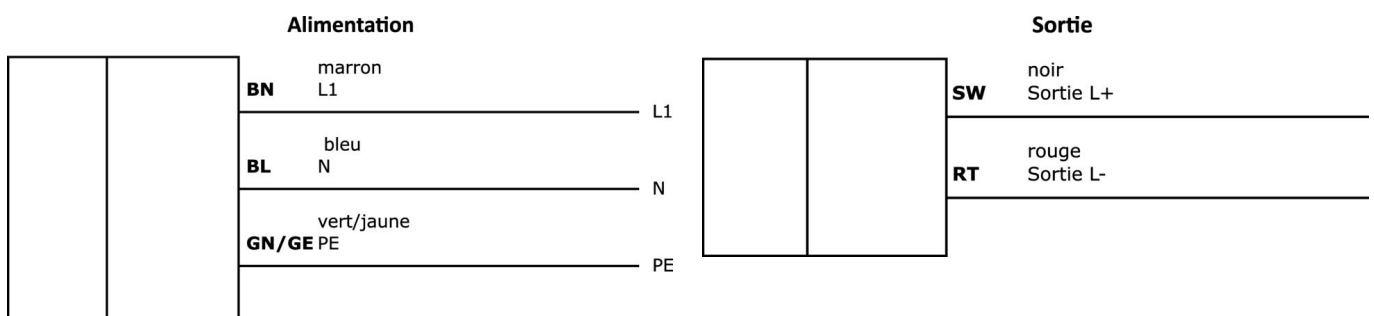 Alimentation
marron
BN L1
L1
bleu
BL N
N
vert/jaune
GN/GE PE
PE
Sortie
noir
SW Sortie L+
rouge
RT Sortie L-